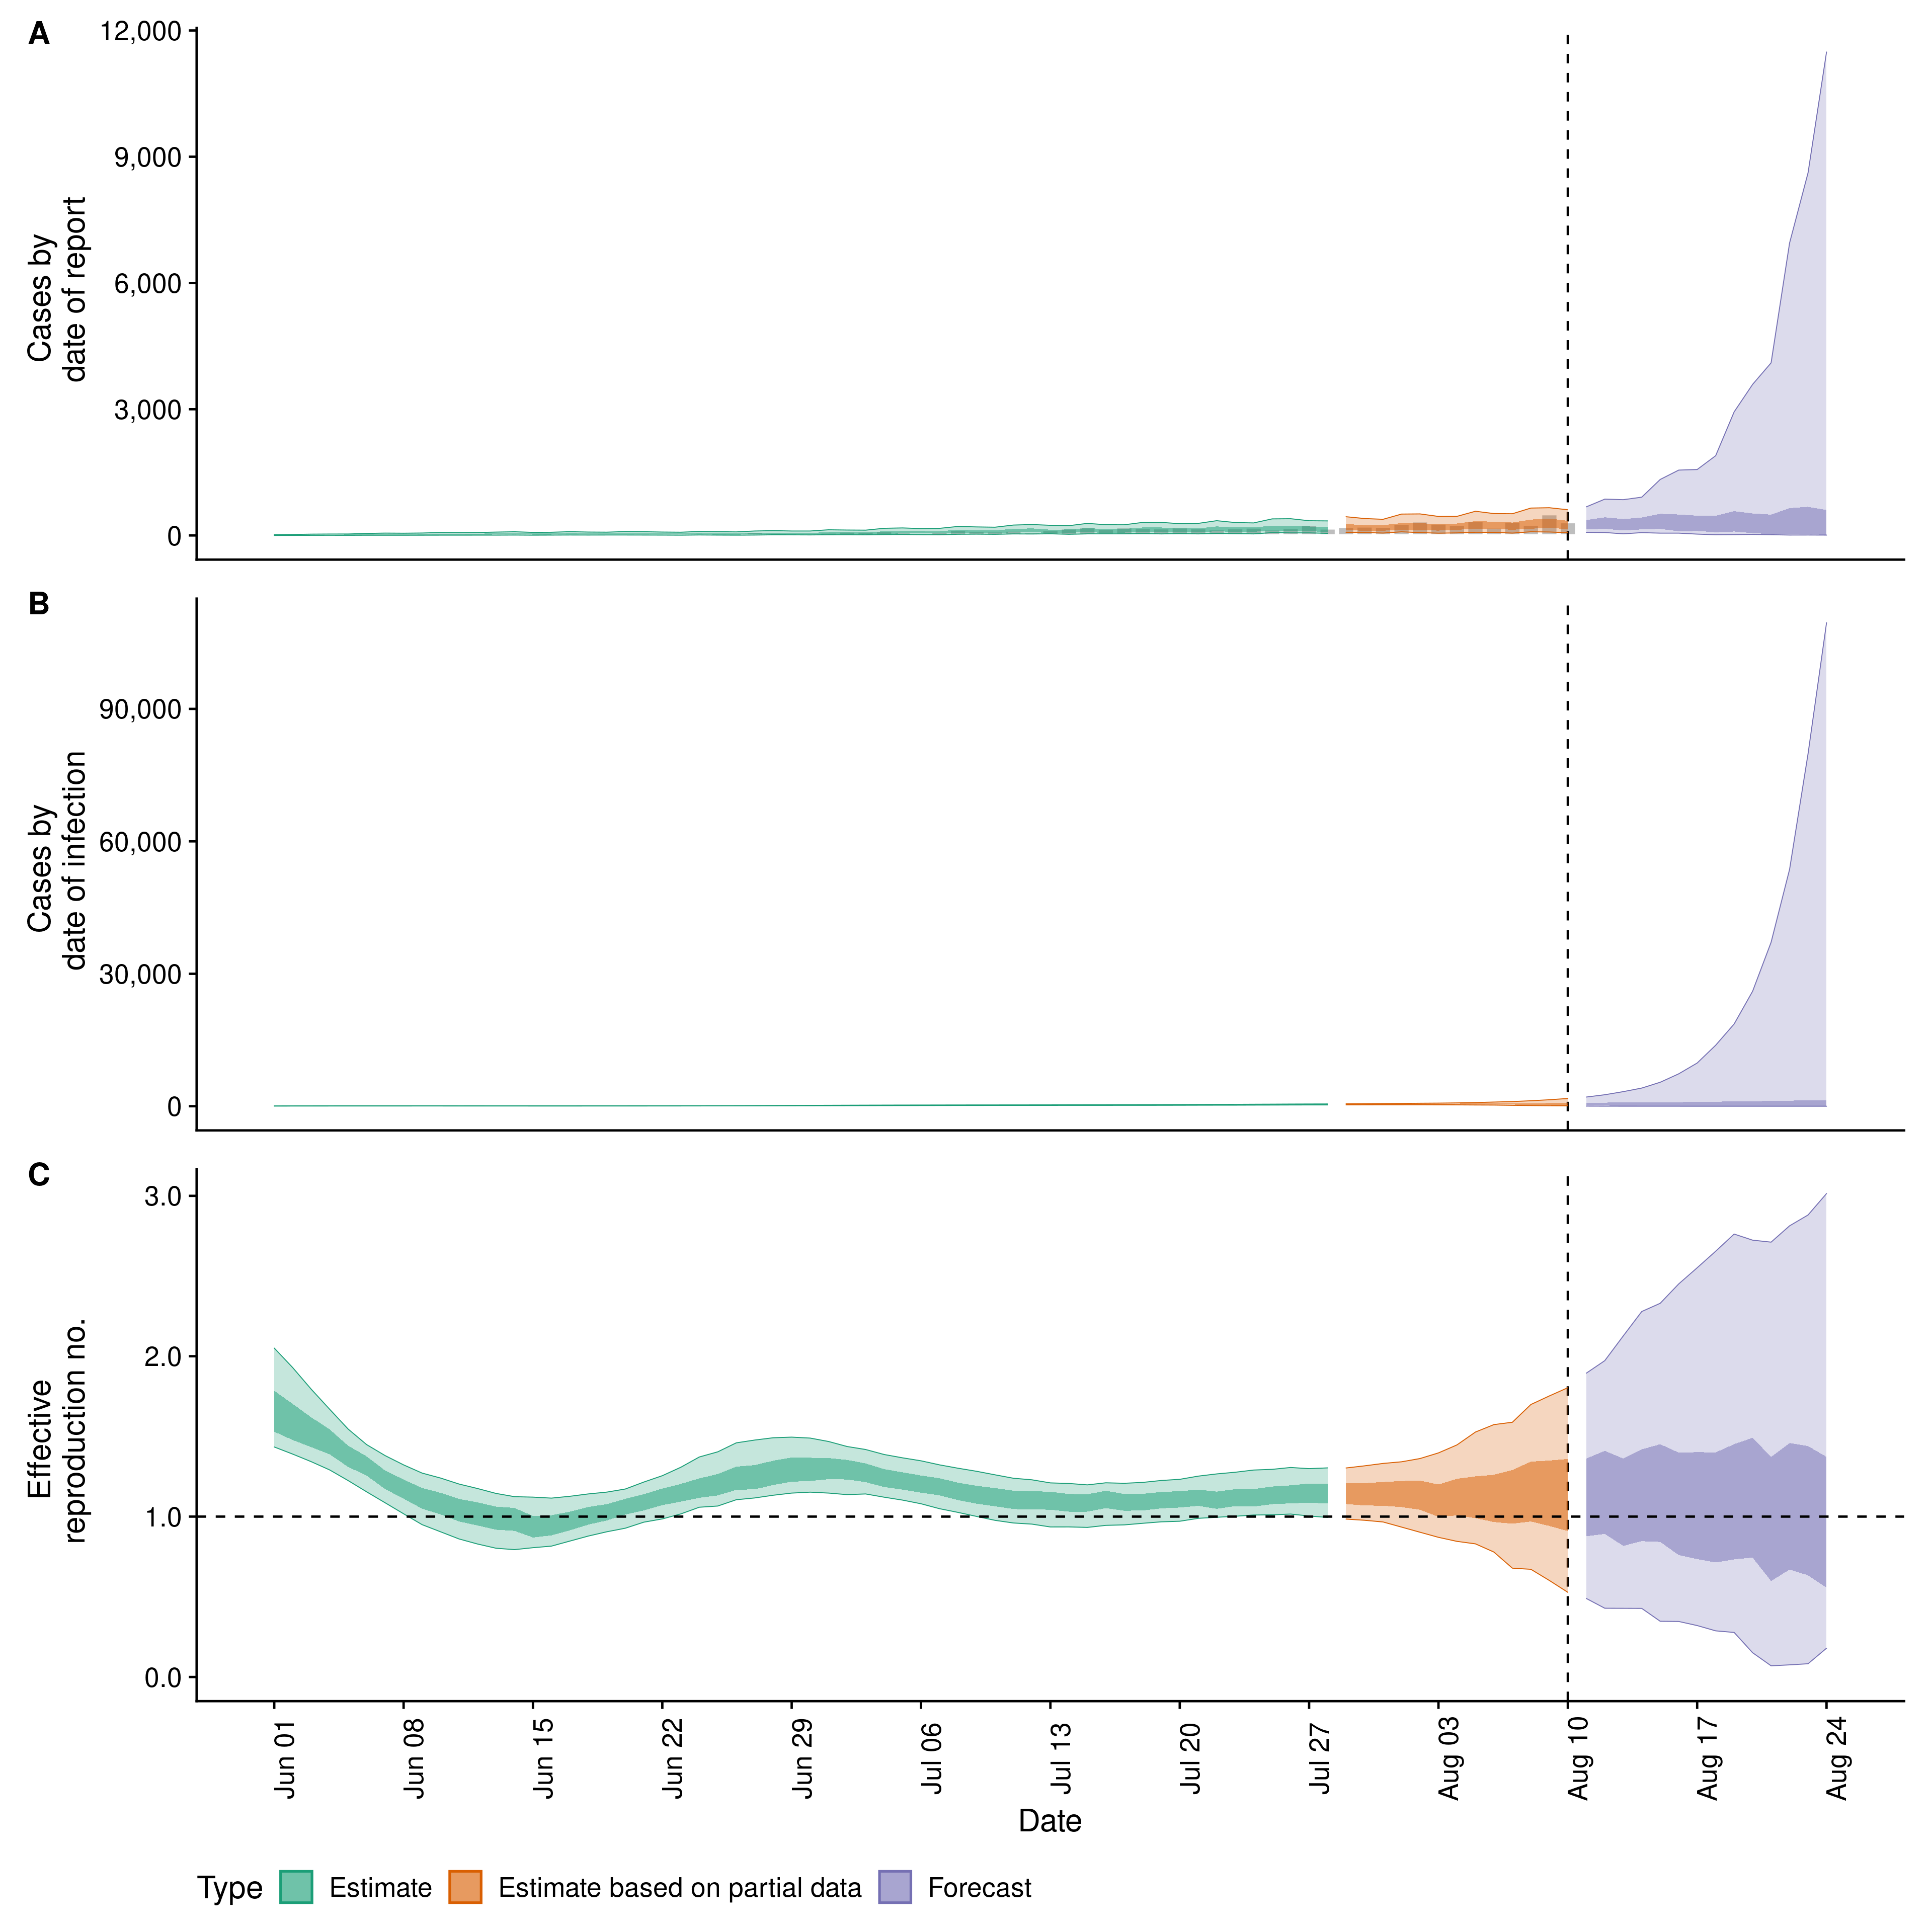 A
12,000
9,000
6,000
3,000
0
Cases by
date of report
B
90,000
60,000
30,000
0
Cases by
date of infection
C
3.0
2.0
1.0
0.0
Effective
reproduction no.
Jun 01
Jun 08
Jun 15
Jun 22
Jun 29
Jul 06
Jul 13
Jul 20
Jul 27
Aug 03
Aug 10
Aug 17
Aug 24
Date
Type Estimate Estimate based on partial data Forecast